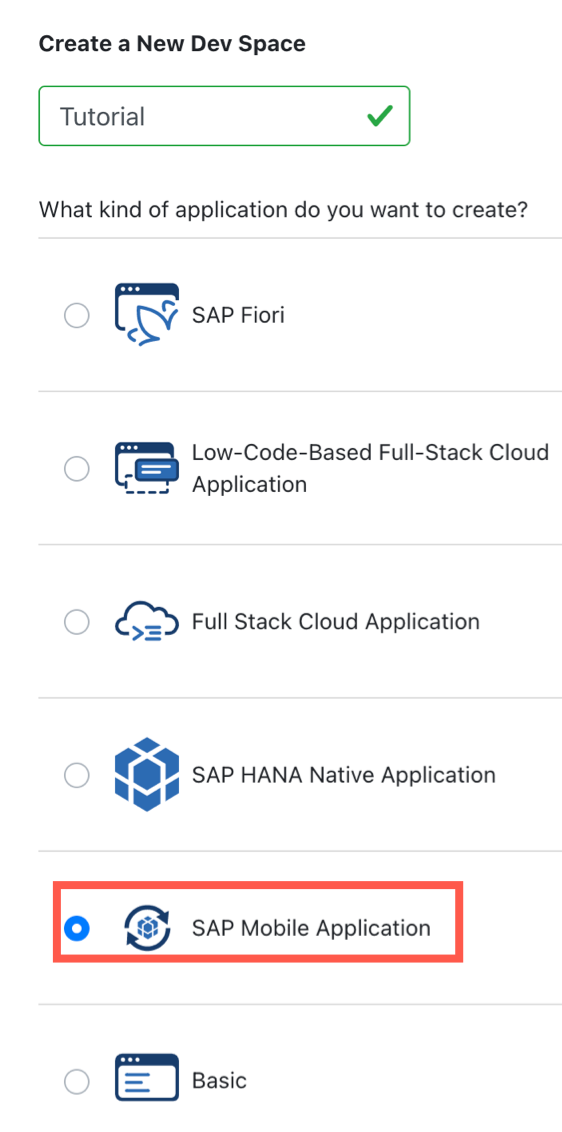 Create a New Dev Space
Tutorial
What kind of application do you want to create?
SAP Fiori
Low-Code-Based Full-Stack Cloud
Application
Full Stack Cloud Application
SAP HANA Native Application
SAP Mobile Application
Basic